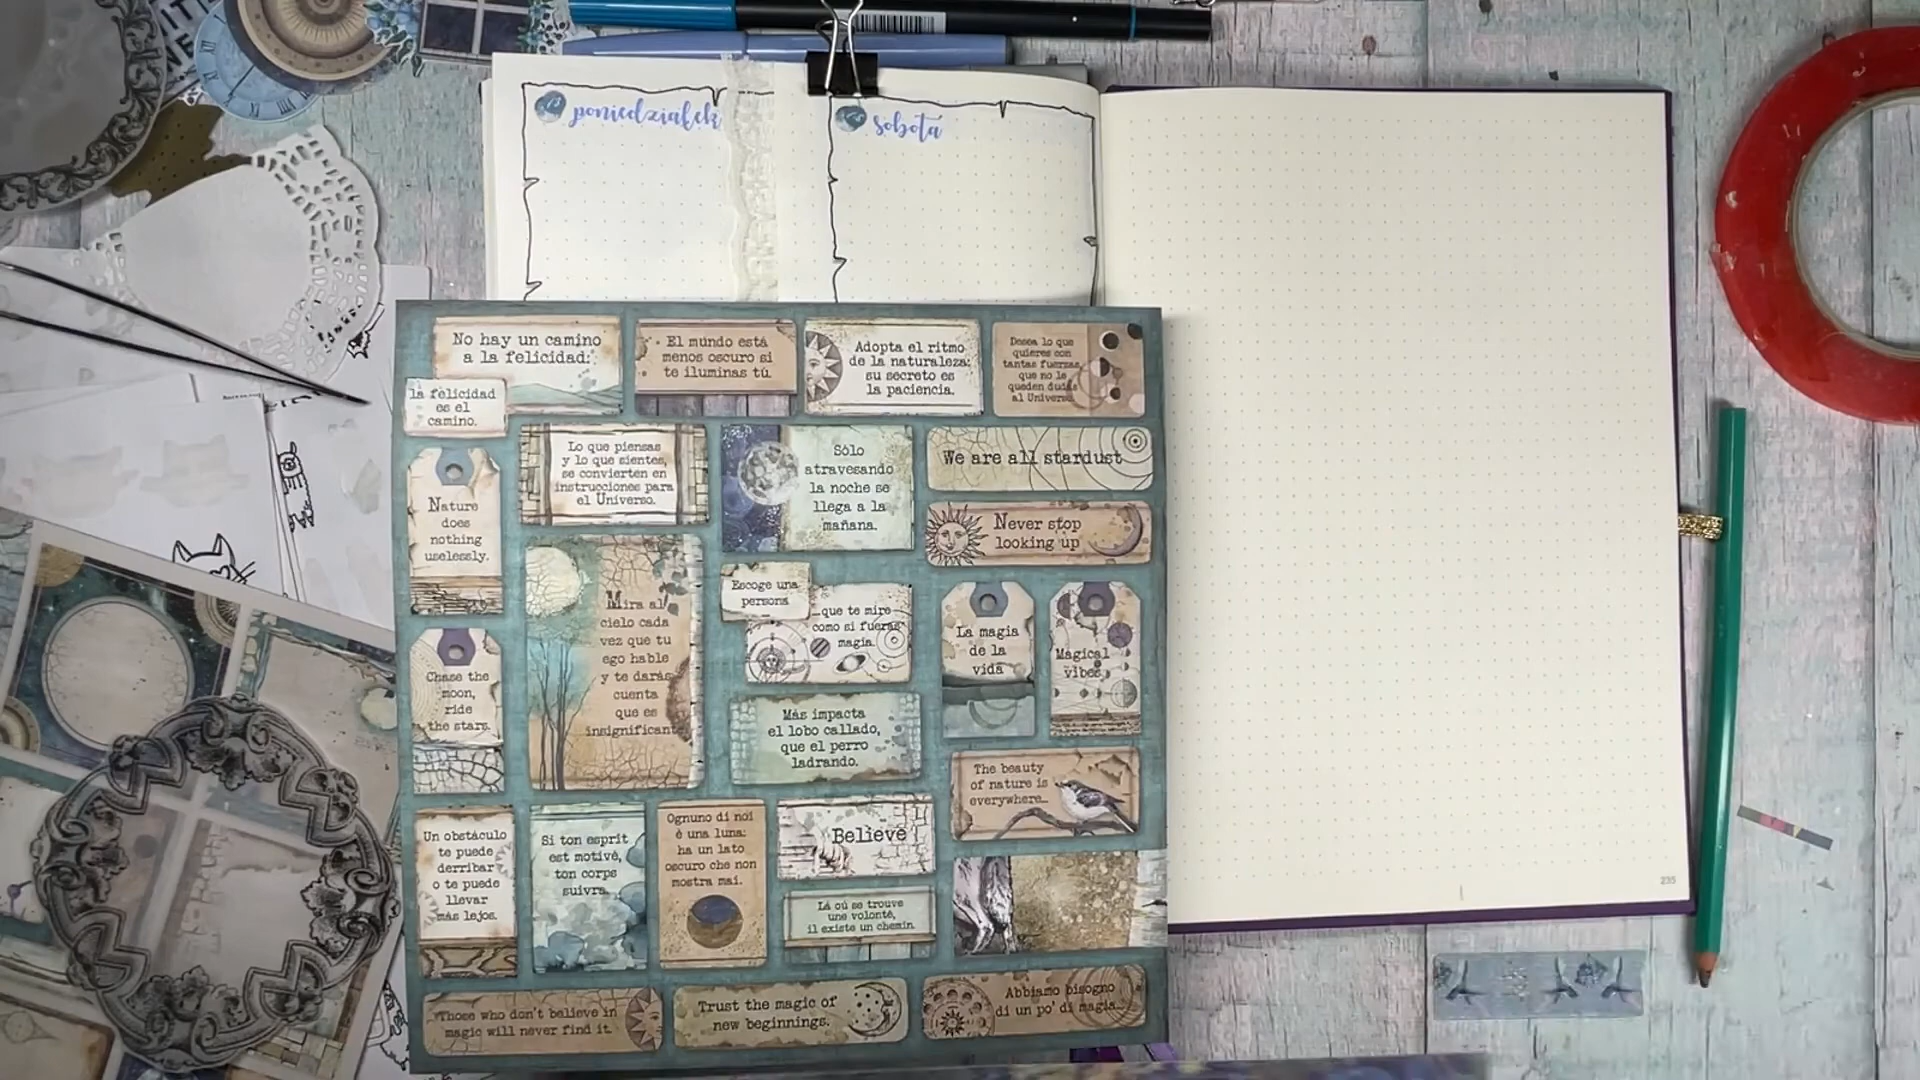 poniedziałek
sobota
No hay un camino
a la felicidad:
la felicidad
es el
camino.
El mundo está
menos oscuro si
te iluminas tú.
Adopta el ritmo
de la naturaleza:
su secreto es
la paciencia.
Desea lo que
quieres con
tantas fuerzas
que no le
queden dudas
al Universo.
Lo que piensas
y lo que sientes,
se convierten en
instrucciones para
el Universo.
Sólo
atravesando
la noche se
llega a la
mañana.
We are all stardust
Never stop
looking up
Nature
does
nothing
uselessly.
Mira al
cielo cada
vez que tu
ego hable
y te darás
cuenta
que es
insignificante
Escoge una
persona
...que te mire
como si fueras
magia.
La magia
de la
vida
Magical
vibes
Chase the
moon,
ride
the stars.
Más impacta
el lobo callado,
que el perro
ladrando.
The beauty
of nature is
everywhere...
Un obstáculo
te puede
derribar
o te puede
llevar
más lejos.
Si ton esprit
est motivé,
ton corps
suivra.
Ognuno di noi
è una luna:
ha un lato
oscuro che non
mostra mai.
Believe
Là où se trouve
une volonté,
il existe un chemin.
Those who don't believe in
magic will never find it.
Trust the magic of
new beginnings.
Abbiamo bisogno
di un po' di magia...
235